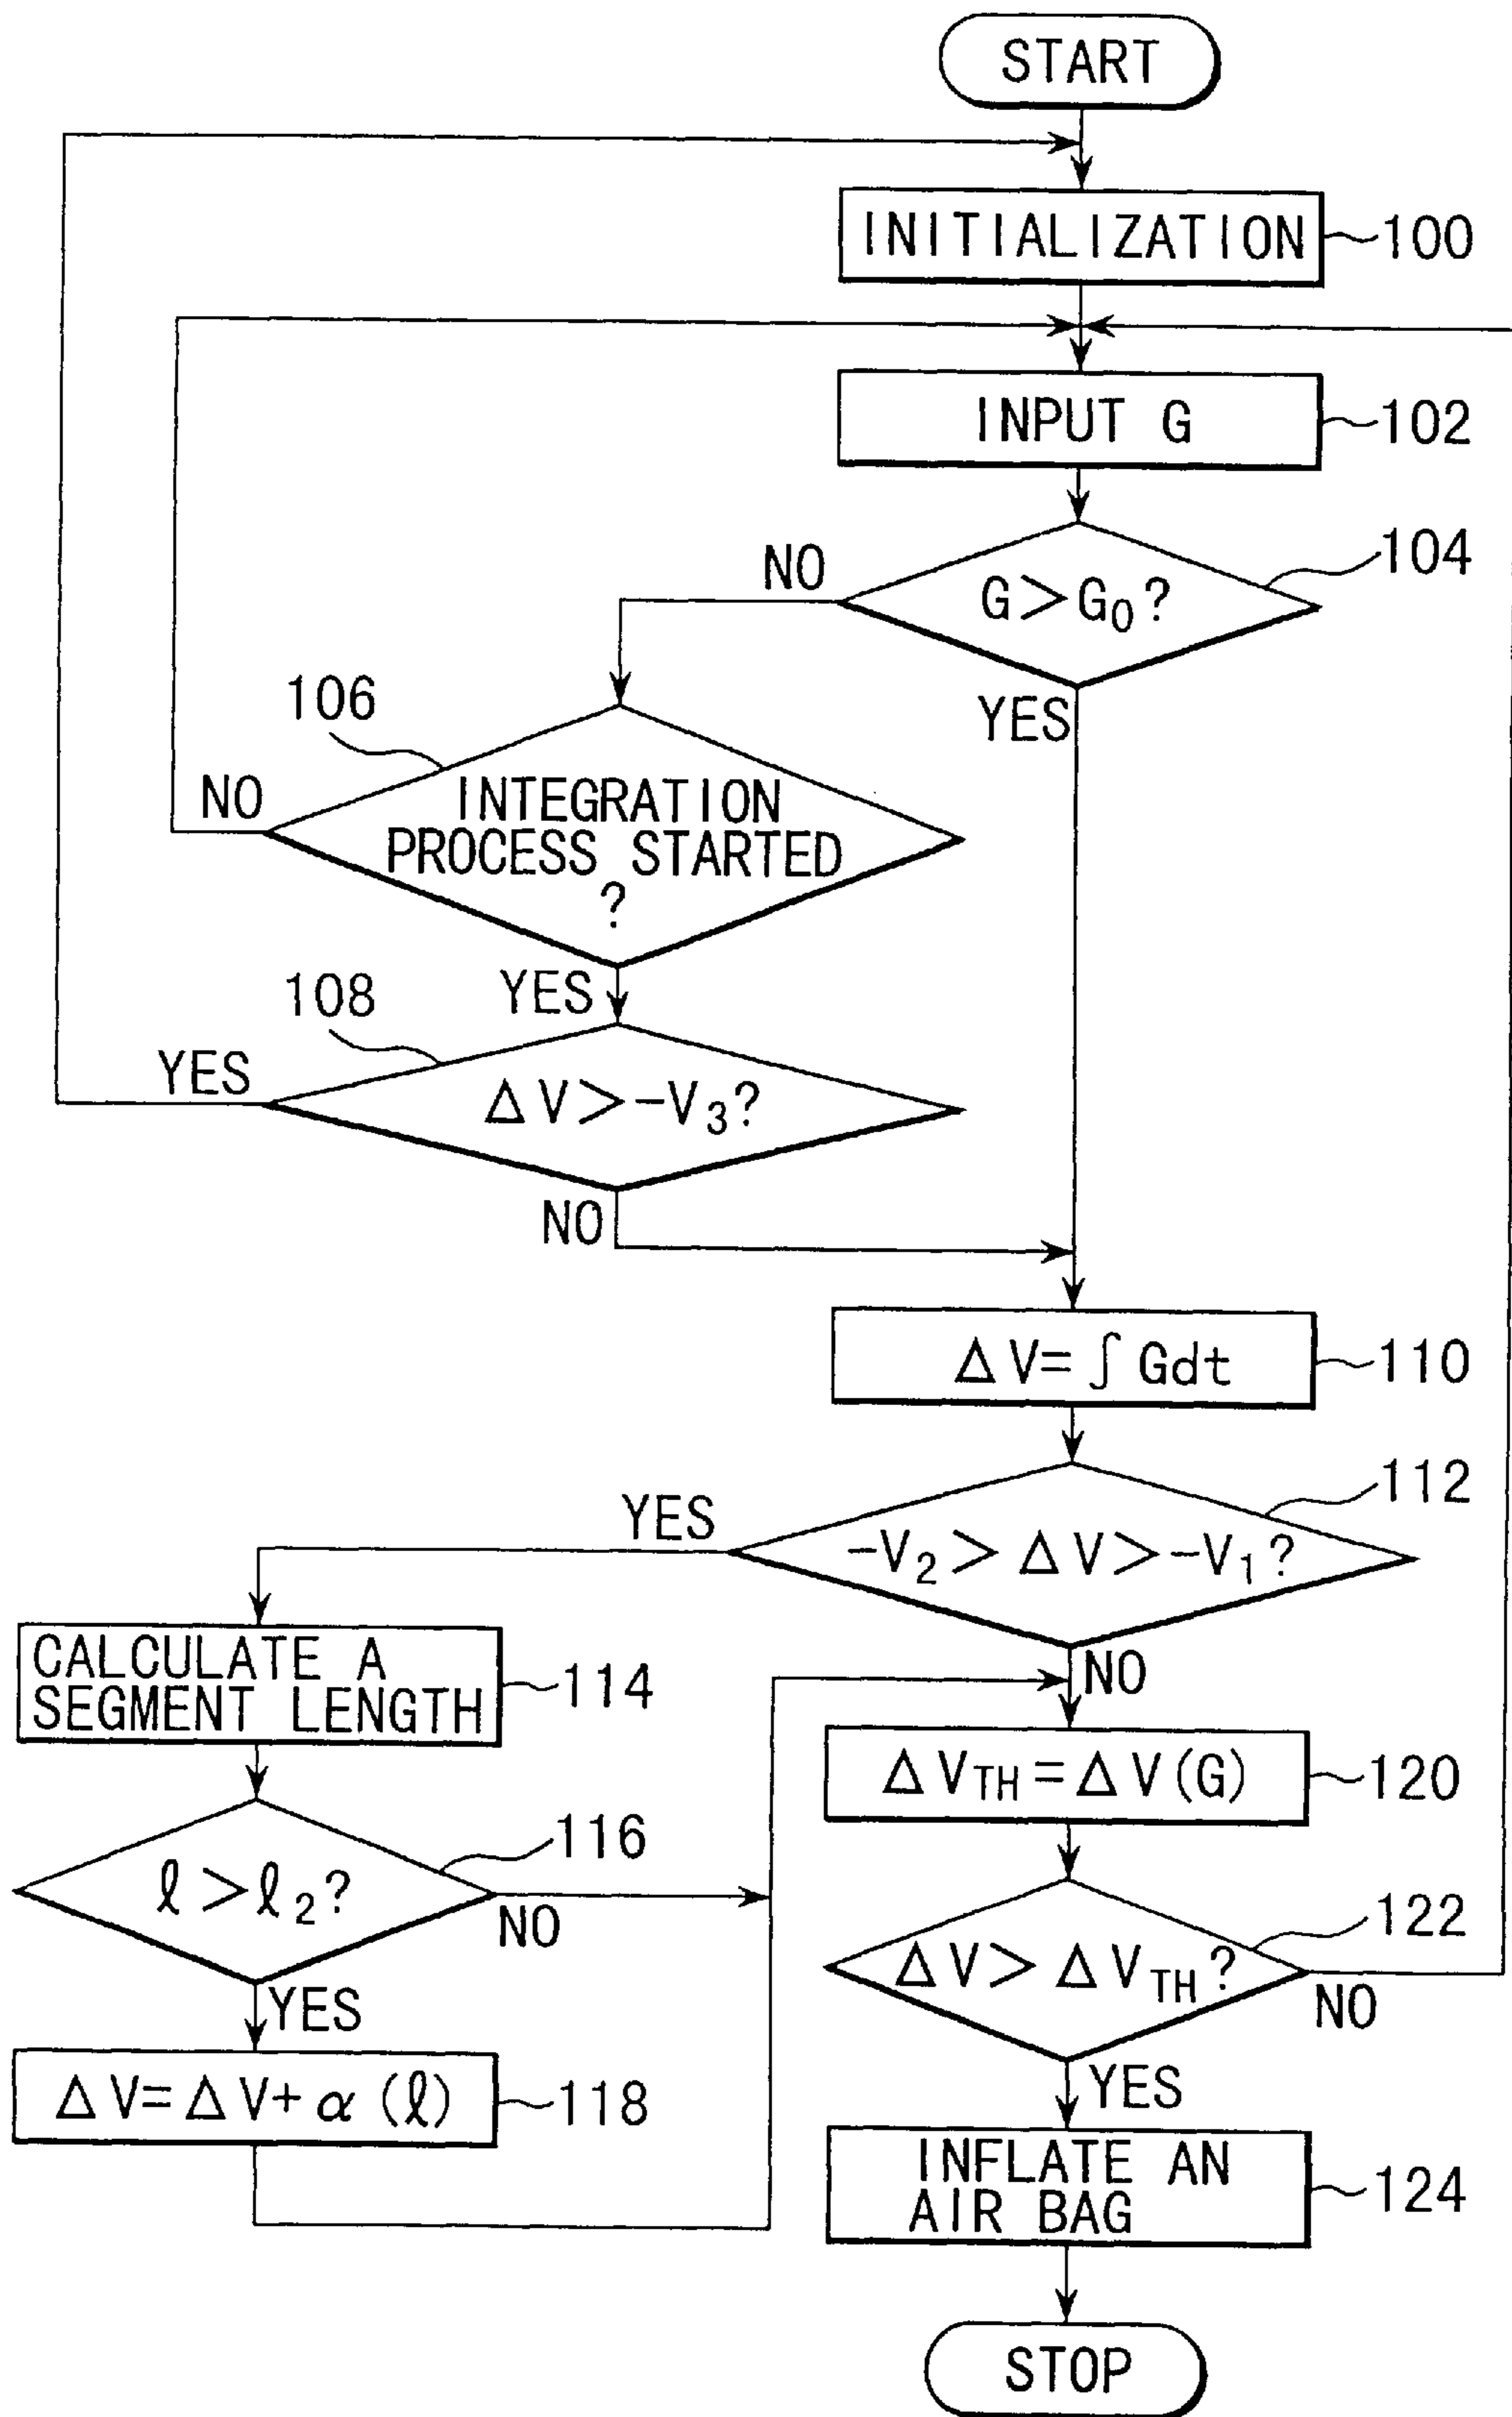 START
INITIALIZATION
100
INPUT G
102
104
NO
G>G₀?
YES
106
NO
INTEGRATION
PROCESS STARTED
?
YES
108
YES
ΔV>-V₃?
NO
ΔV=∫Gdt
110
112
YES
-V₂>ΔV>-V₁?
NO
CALCULATE A
SEGMENT LENGTH
114
ΔV_TH=ΔV(G)
120
116
ℓ>ℓ₂?
NO
122
ΔV>ΔV_TH?
NO
YES
YES
ΔV=ΔV+α(ℓ)
118
INFLATE AN
AIR BAG
124
STOP